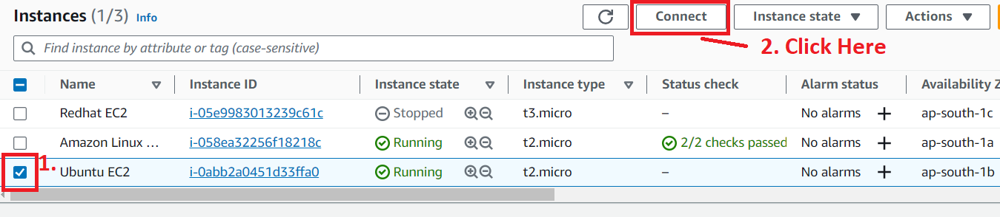 Instances (1/3) Info
Connect
Instance state
Actions
Find instance by attribute or tag (case-sensitive)
2. Click Here
Name Instance ID Instance state Instance type Status check Alarm status Availability Z
Redhat EC2 i-05e9983013239c61c Stopped t3.micro – No alarms + ap-south-1c
Amazon Linux ... i-058ea32256f18218c Running t2.micro 2/2 checks passed No alarms + ap-south-1a
1. Ubuntu EC2 i-0abb2a0451d33ffa0 Running t2.micro – No alarms + ap-south-1b